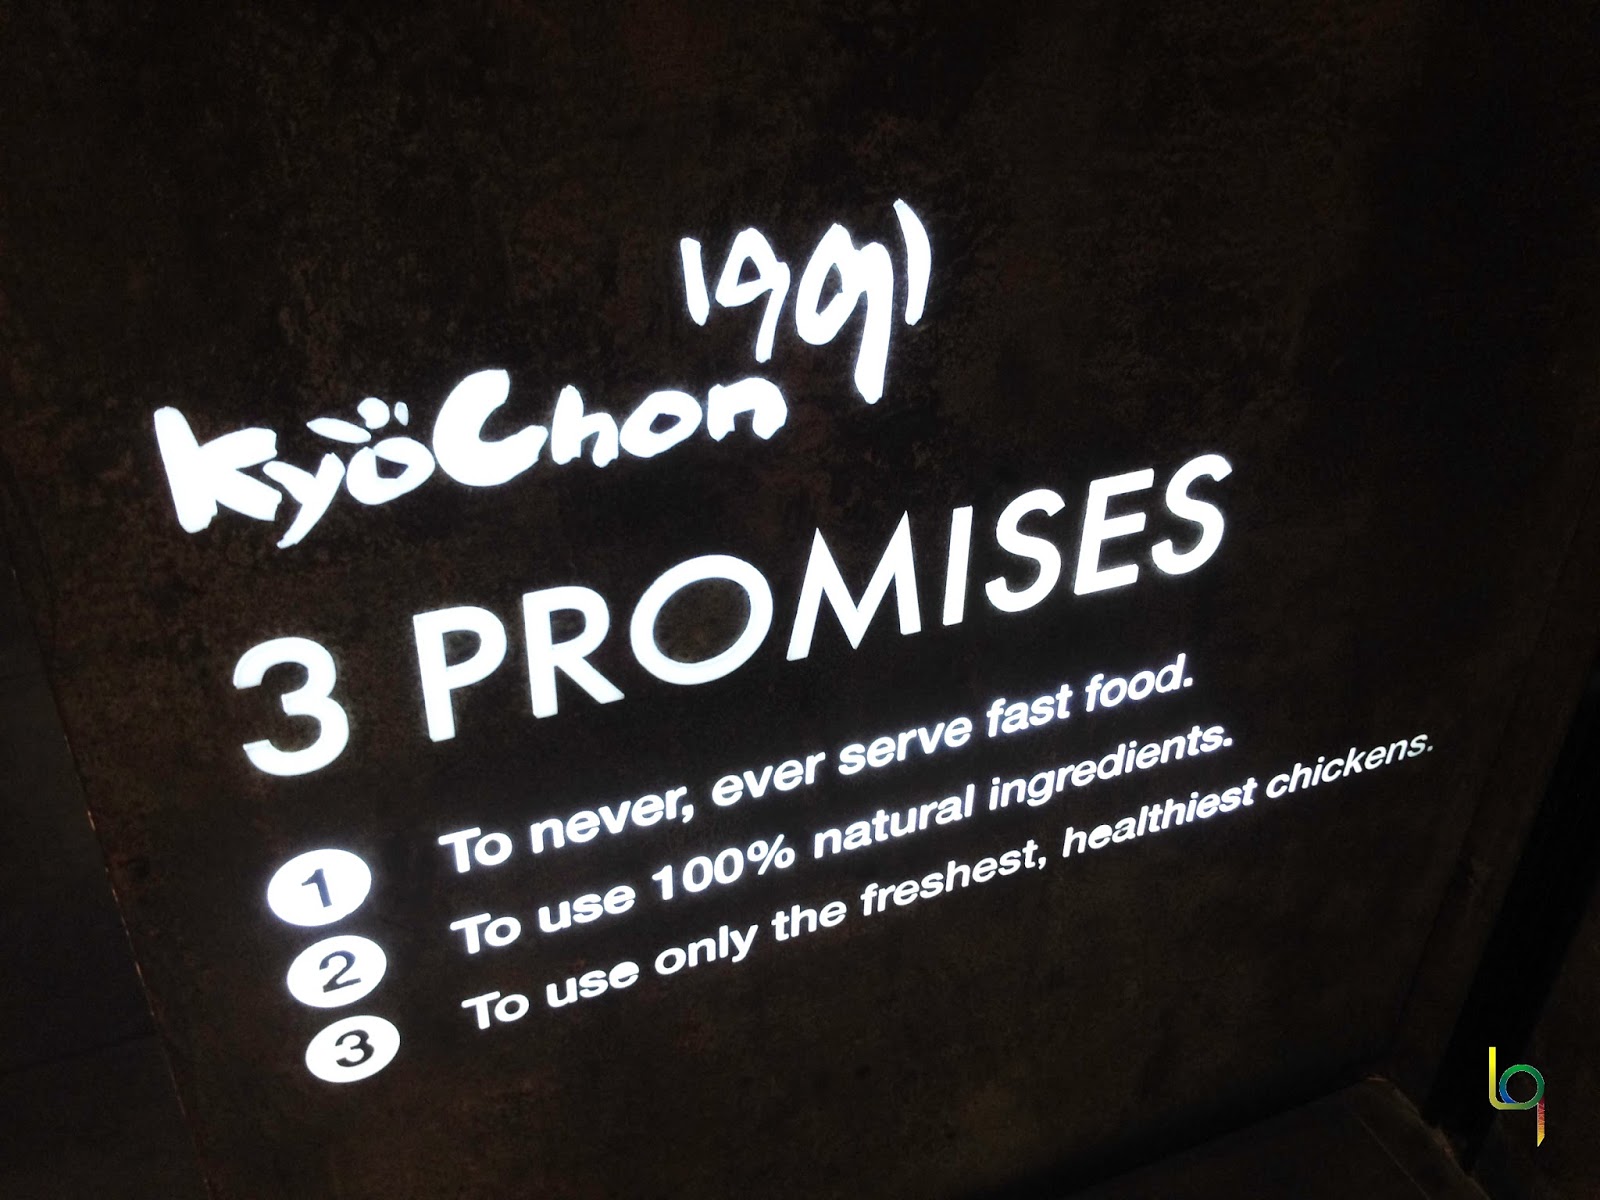 1991
KyoChon
3 PROMISES
1 To never, ever serve fast food.
2 To use 100% natural ingredients.
3 To use only the freshest, healthiest chickens.